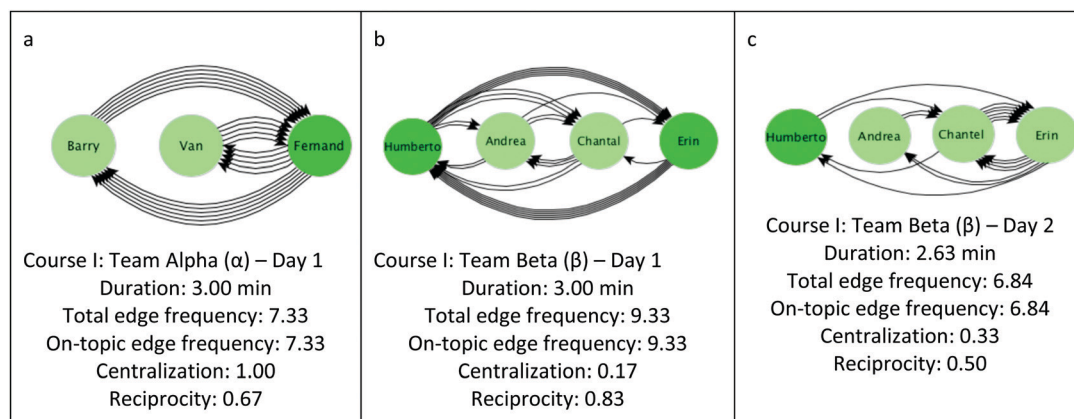 a
Barry
Van
Fernand
Course I: Team Alpha (α) – Day 1
Duration: 3.00 min
Total edge frequency: 7.33
On-topic edge frequency: 7.33
Centralization: 1.00
Reciprocity: 0.67
b
Humberto
Andrea
Chantal
Erin
Course I: Team Beta (β) – Day 1
Duration: 3.00 min
Total edge frequency: 9.33
On-topic edge frequency: 9.33
Centralization: 0.17
Reciprocity: 0.83
c
Humberto
Andrea
Chantel
Erin
Course I: Team Beta (β) – Day 2
Duration: 2.63 min
Total edge frequency: 6.84
On-topic edge frequency: 6.84
Centralization: 0.33
Reciprocity: 0.50